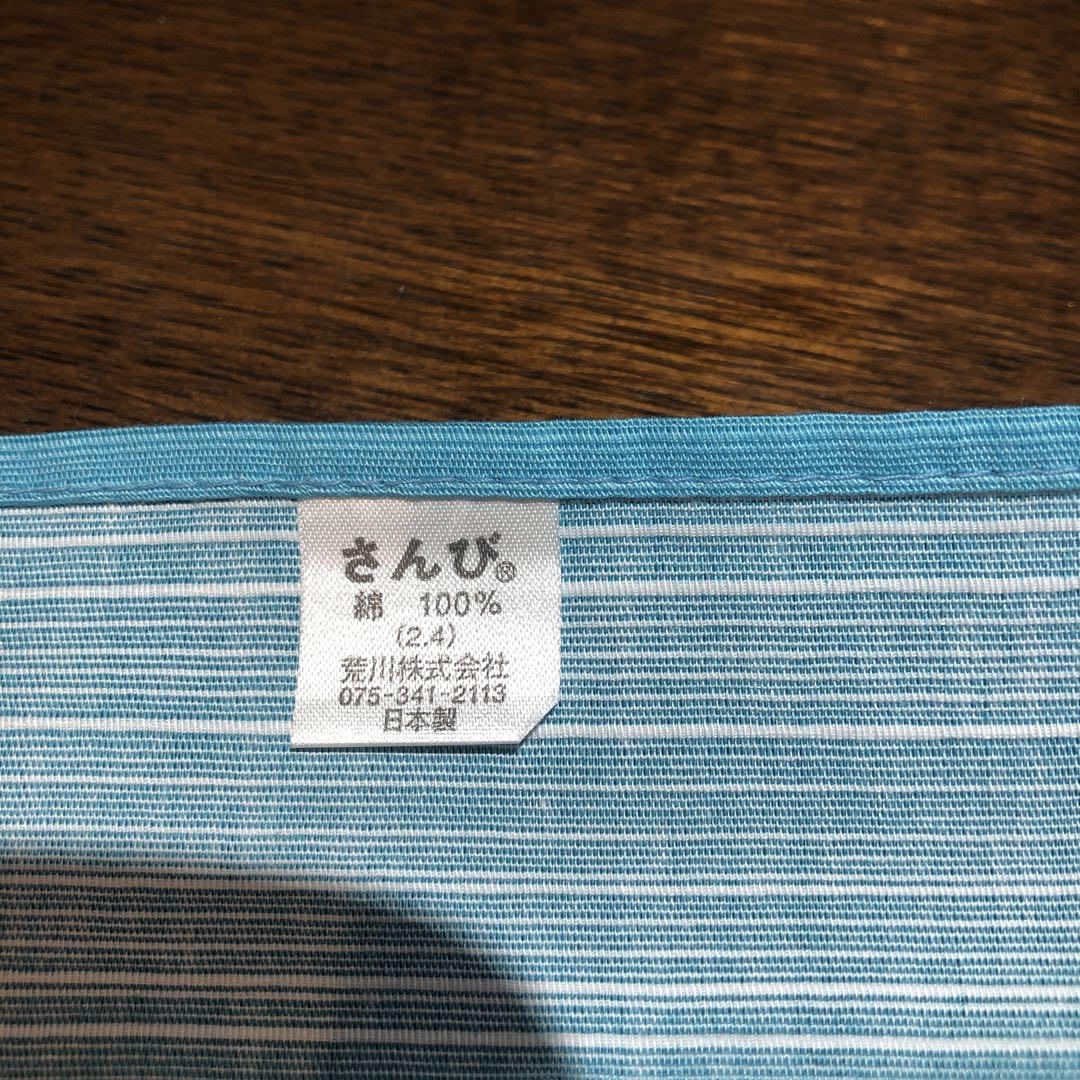 さんび®
綿 100%
(2.4)
荒川株式会社
075-341-2113
日本製